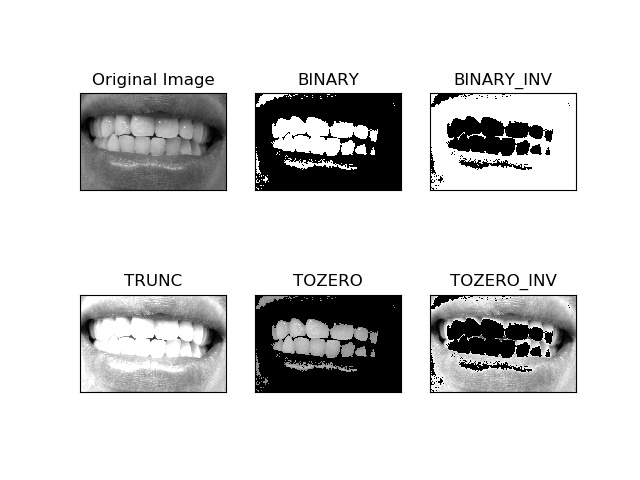 Original Image
BINARY
BINARY_INV
TRUNC
TOZERO
TOZERO_INV